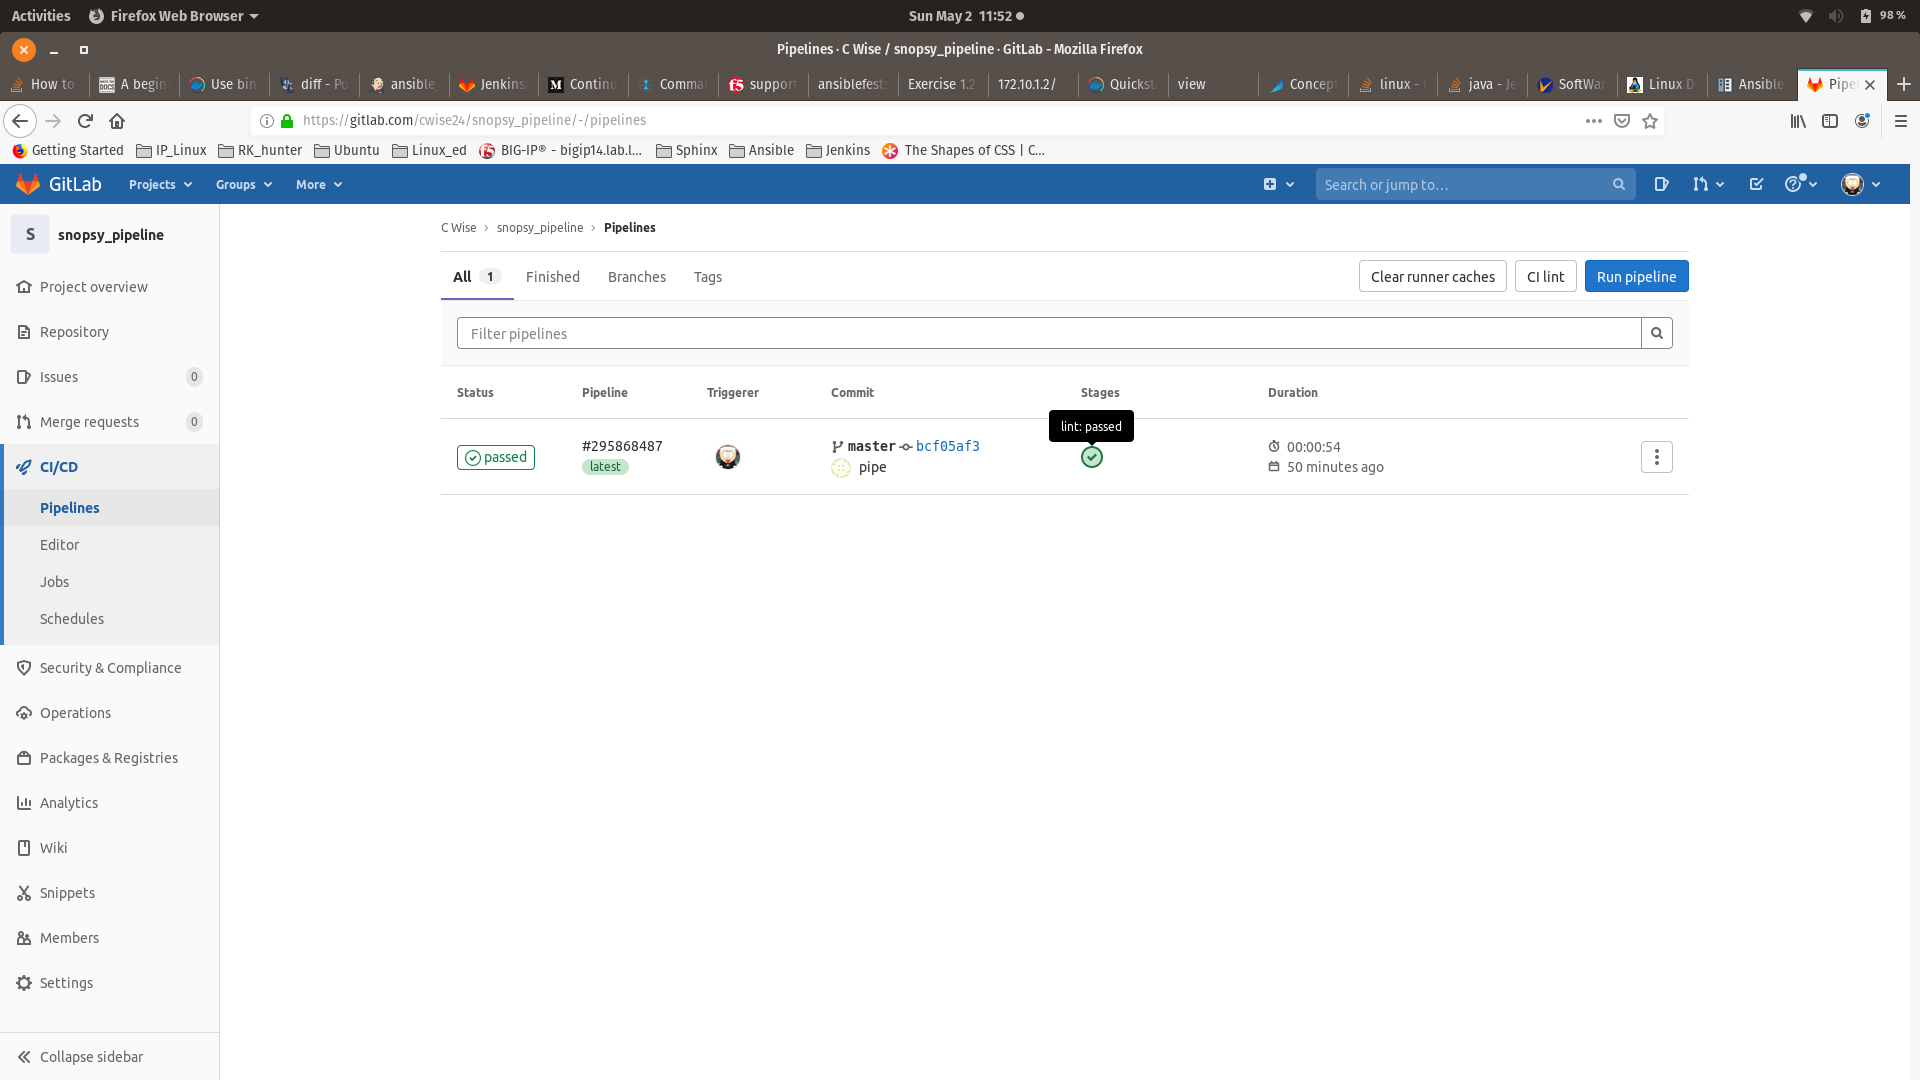 Activities
Firefox Web Browser
Sun May 2 11:52
98 %
Pipelines · C Wise / snopsy_pipeline · GitLab - Mozilla Firefox
How to
A begin
Use bin
diff - Po
ansible
Jenkins
M Continu
Comma
support
ansiblefest
Exercise 1.2
172.10.1.2/
Quickst
view
Concept
linux -
java - Je
SoftWar
Linux D
Ansible
Pipel
https://gitlab.com/cwise24/snopsy_pipeline/-/pipelines
Getting Started
IP_Linux
RK_hunter
Ubuntu
Linux_ed
BIG-IP® - bigip14.lab.l...
Sphinx
Ansible
Jenkins
The Shapes of CSS | C...
GitLab
Projects
Groups
More
Search or jump to...
S
snopsy_pipeline
Project overview
Repository
Issues 0
Merge requests 0
CI/CD
Pipelines
Editor
Jobs
Schedules
Security & Compliance
Operations
Packages & Registries
Analytics
Wiki
Snippets
Members
Settings
Collapse sidebar
C Wise › snopsy_pipeline › Pipelines
All 1
Finished
Branches
Tags
Clear runner caches
CI lint
Run pipeline
Filter pipelines
Status
Pipeline
Triggerer
Commit
Stages
Duration
lint: passed
passed
#295868487
latest
master
bcf05af3
pipe
00:00:54
50 minutes ago